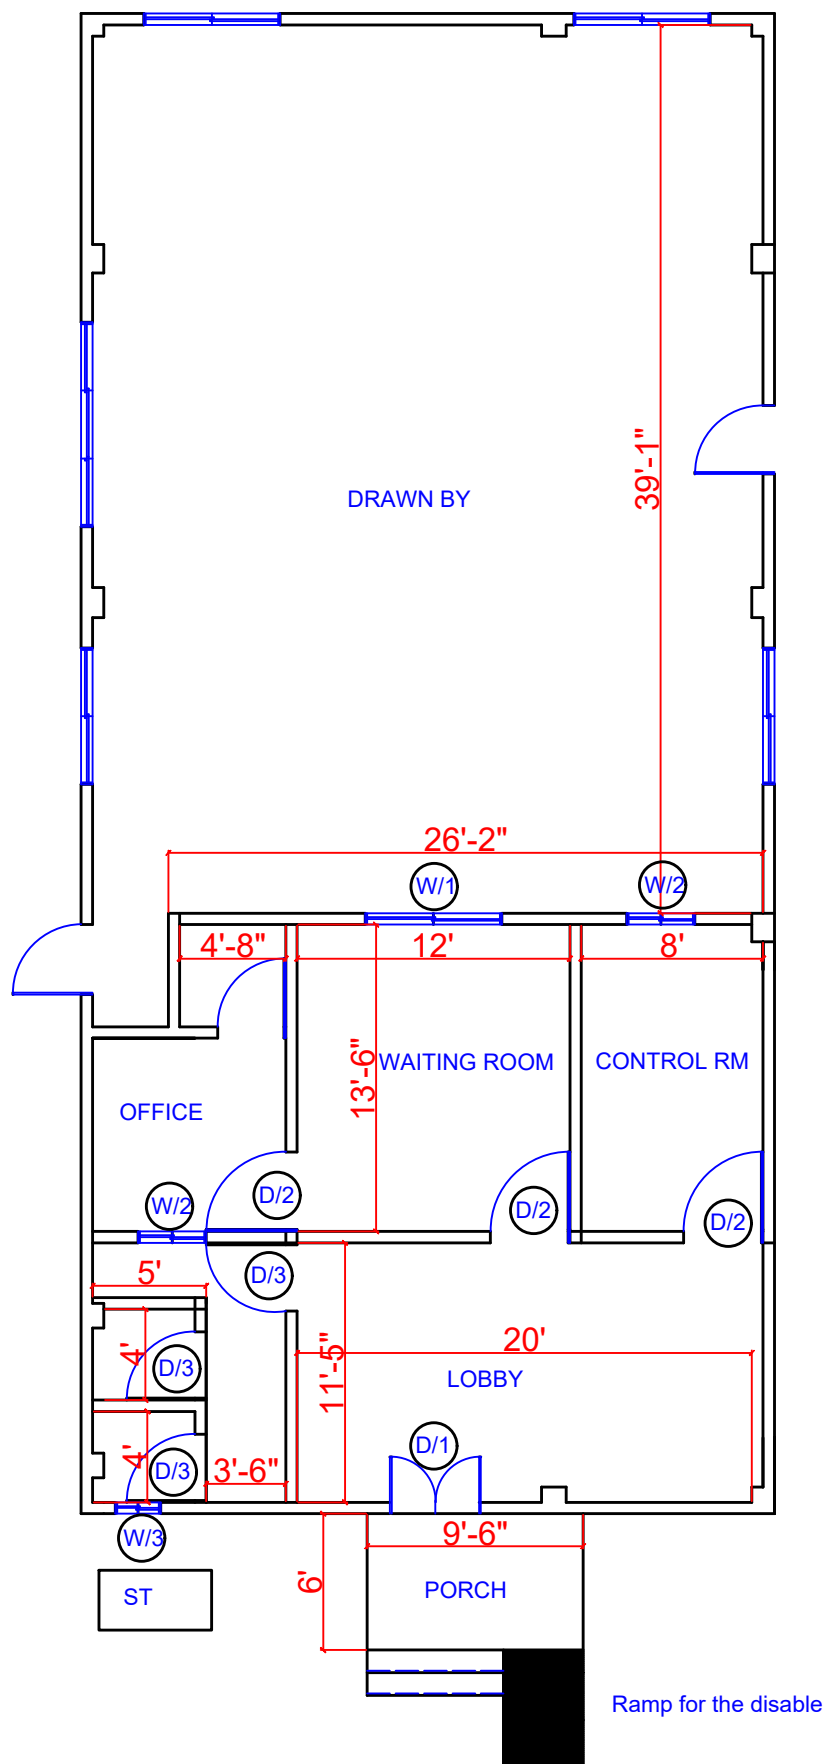 39'-1"
DRAWN BY
26'-2"
W/1
W/2
4'-8"
12'
8'
13'-6"
WAITING ROOM
CONTROL RM
OFFICE
D/2
W/2
D/2
D/2
5'
D/3
20'
4'
D/3
11'-5"
LOBBY
D/1
4'
D/3
3'-6"
W/3
9'-6"
6'
ST
PORCH
Ramp for the disable